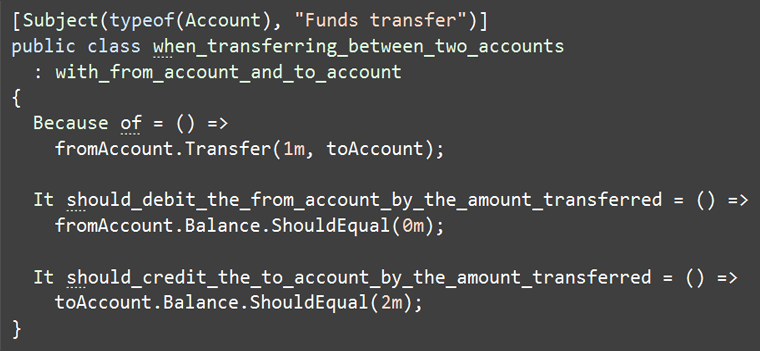 [Subject(typeof(Account), "Funds transfer")]
public class when_transferring_between_two_accounts
  : with_from_account_and_to_account
{
  Because of = () =>
    fromAccount.Transfer(1m, toAccount);

  It should_debit_the_from_account_by_the_amount_transferred = () =>
    fromAccount.Balance.ShouldEqual(0m);

  It should_credit_the_to_account_by_the_amount_transferred = () =>
    toAccount.Balance.ShouldEqual(2m);
}